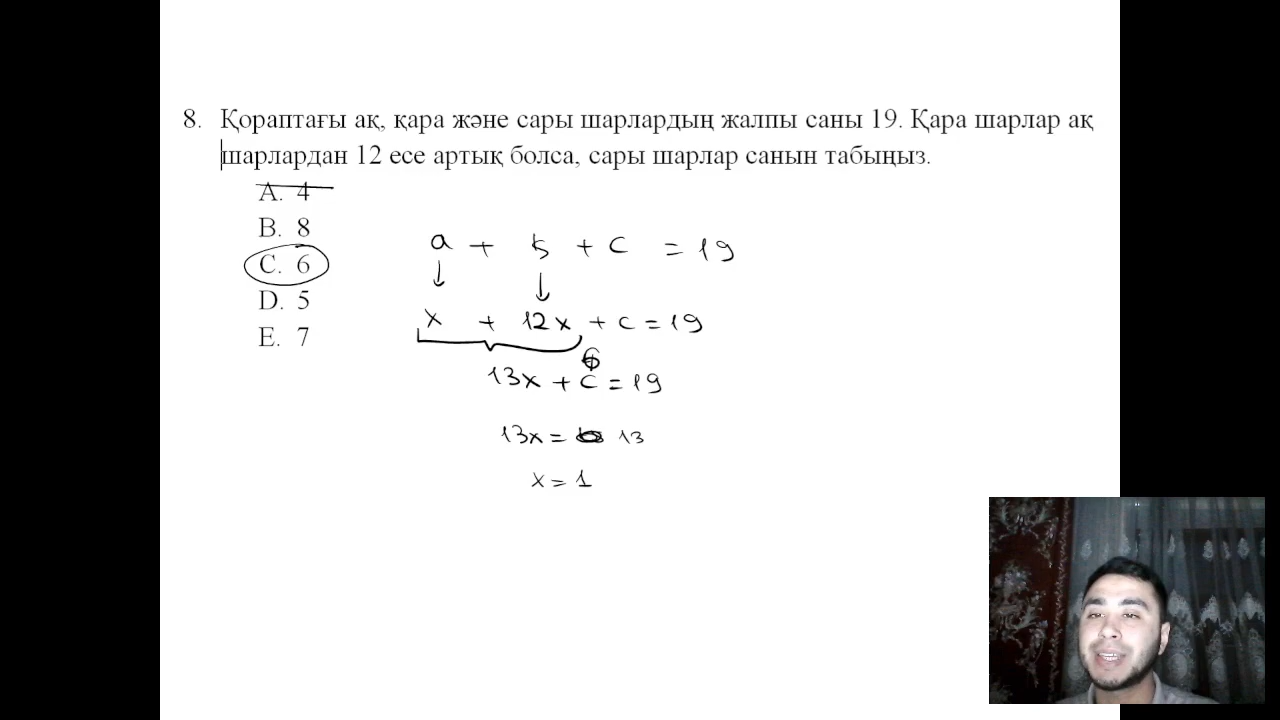 8. Қораптағы ақ, қара және сары шарлардың жалпы саны 19. Қара шарлар ақ
шарлардан 12 есе артық болса, сары шарлар санын табыңыз.
A. 4
B. 8
C. 6
D. 5
E. 7
a + b + c = 19
x + 12x + c = 19
6
13x + c = 19
13x = 13
x = 1